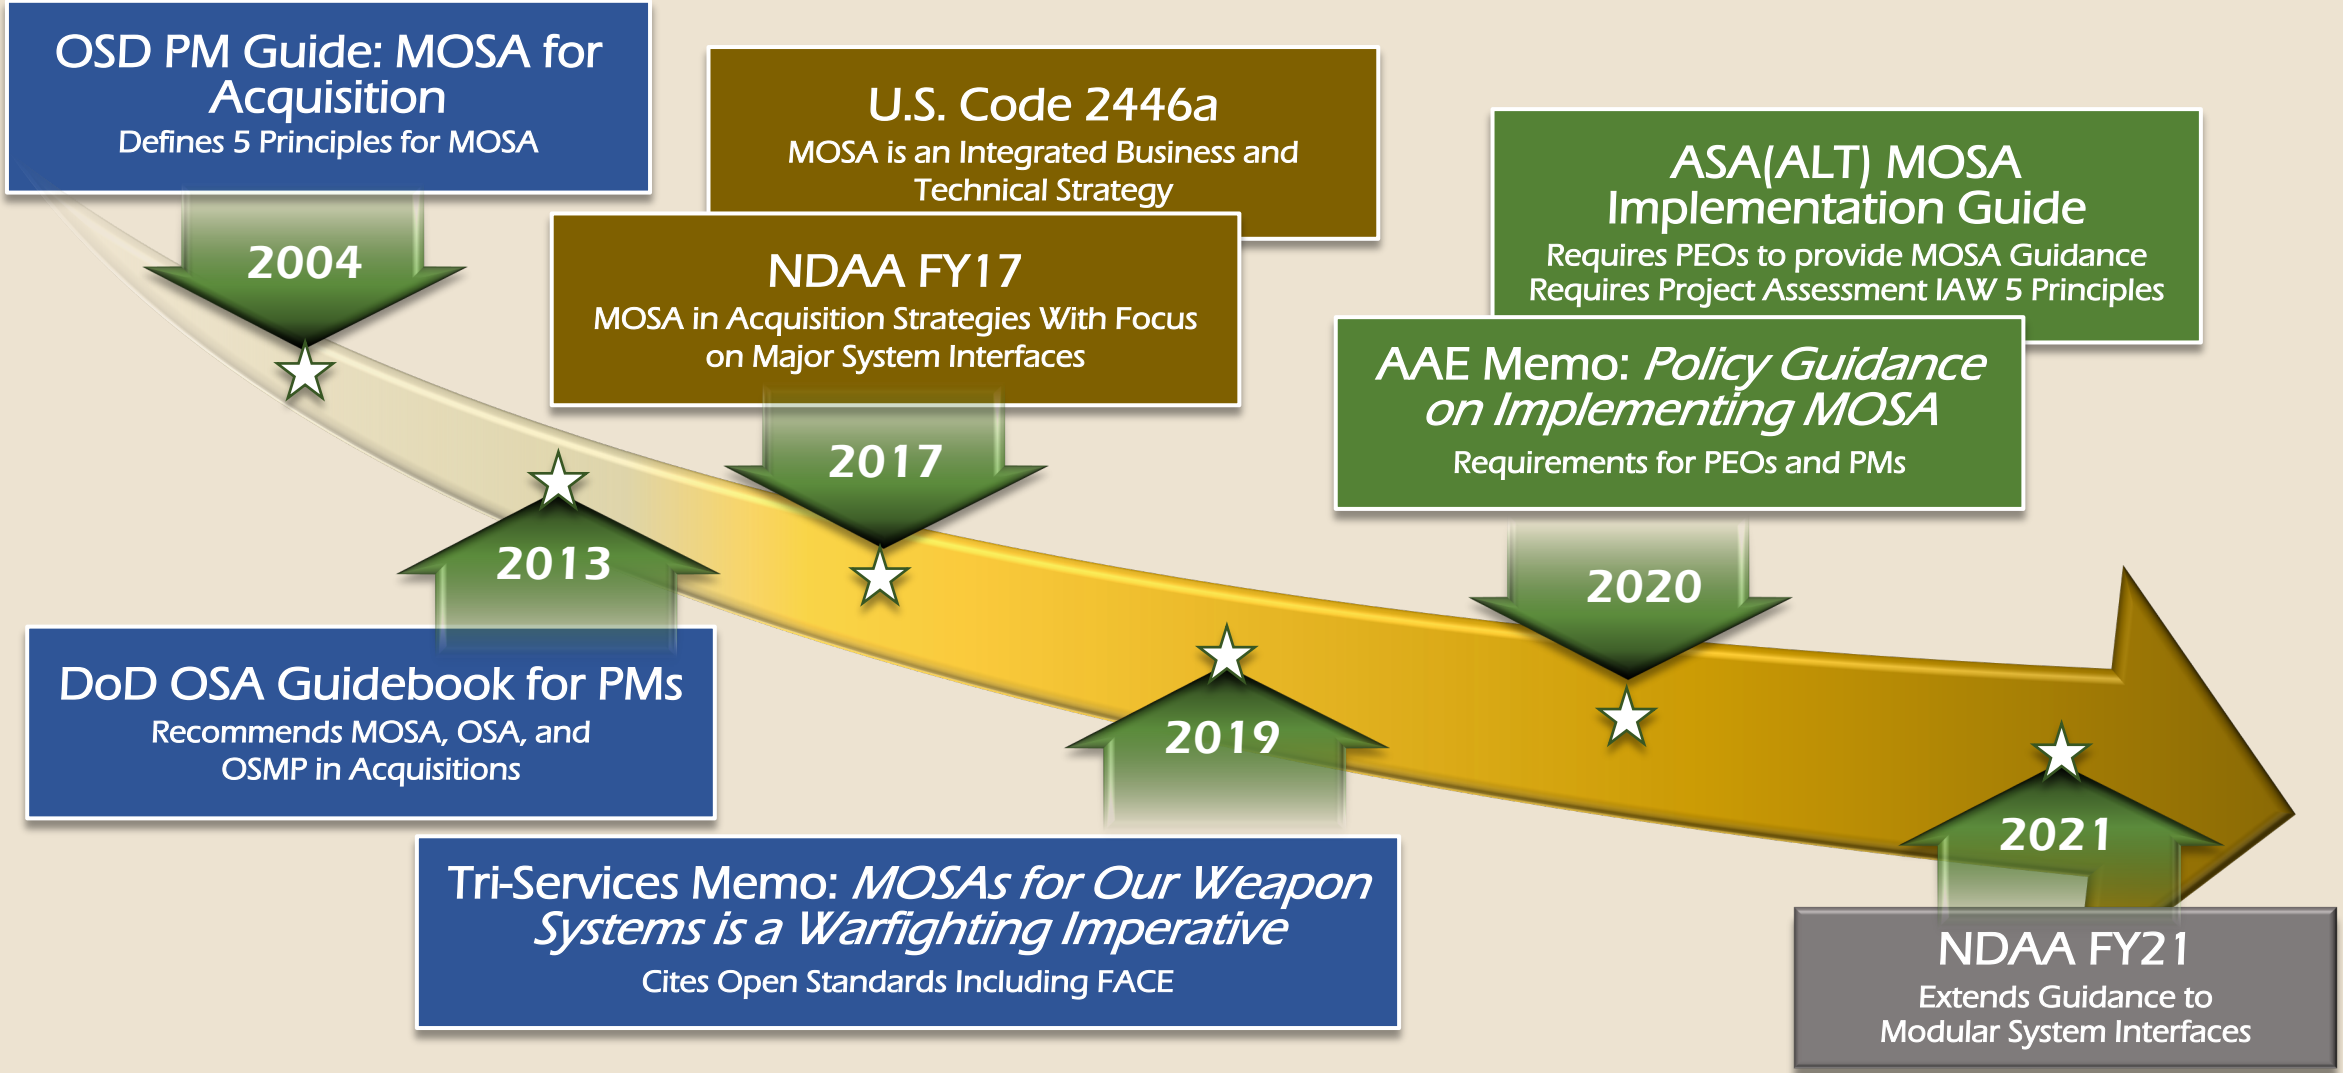 OSD PM Guide: MOSA for
Acquisition
Defines 5 Principles for MOSA
2004
DoD OSA Guidebook for PMs
Recommends MOSA, OSA, and
OSMP in Acquisitions
2013
U.S. Code 2446a
MOSA is an Integrated Business and
Technical Strategy
NDAA FY17
MOSA in Acquisition Strategies With Focus
on Major System Interfaces
2017
Tri-Services Memo: MOSAs for Our Weapon
Systems is a Warfighting Imperative
Cites Open Standards Including FACE
2019
ASA(ALT) MOSA
Implementation Guide
Requires PEOs to provide MOSA Guidance
Requires Project Assessment IAW 5 Principles
AAE Memo: Policy Guidance
on Implementing MOSA
Requirements for PEOs and PMs
2020
2021
NDAA FY21
Extends Guidance to
Modular System Interfaces